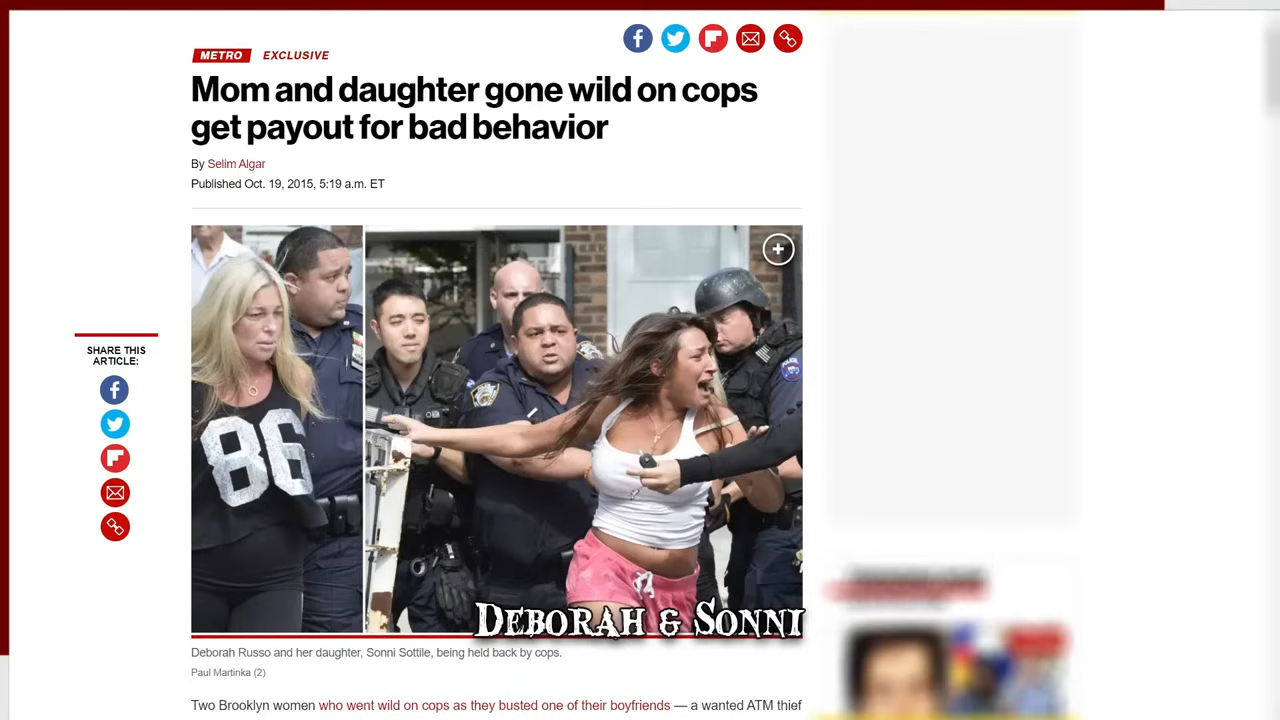 METRO EXCLUSIVE
Mom and daughter gone wild on cops
get payout for bad behavior
By Selim Algar
Published Oct. 19, 2015, 5:19 a.m. ET
SHARE THIS
ARTICLE:
86
DEBORAH & SONNI
Deborah Russo and her daughter, Sonni Sottile, being held back by cops.
Paul Martinka (2)
Two Brooklyn women who went wild on cops as they busted one of their boyfriends — a wanted ATM thief